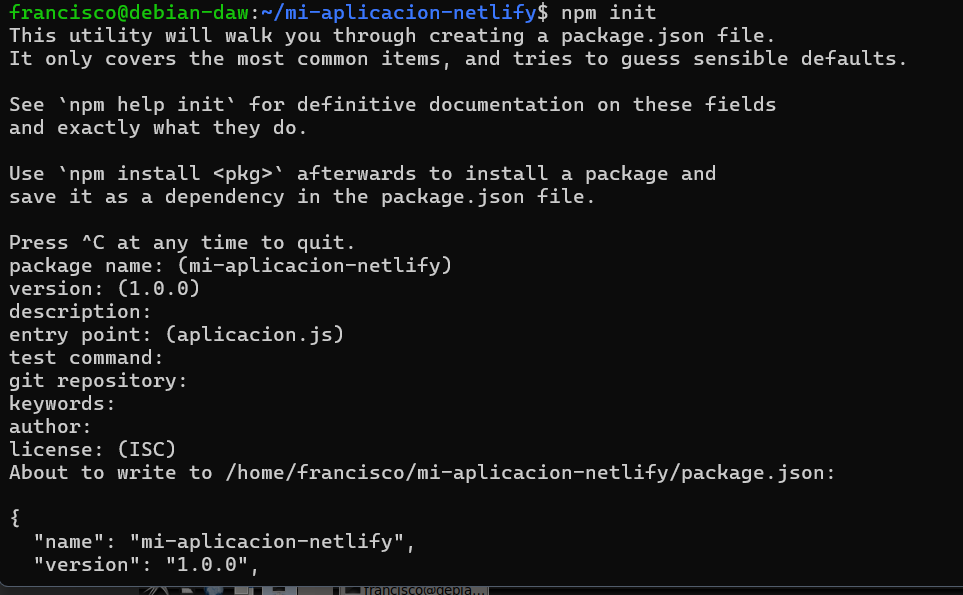 francisco@debian-daw:~/mi-aplicacion-netlify$ npm init
This utility will walk you through creating a package.json file.
It only covers the most common items, and tries to guess sensible defaults.

See `npm help init` for definitive documentation on these fields
and exactly what they do.

Use `npm install <pkg>` afterwards to install a package and
save it as a dependency in the package.json file.

Press ^C at any time to quit.
package name: (mi-aplicacion-netlify)
version: (1.0.0)
description:
entry point: (aplicacion.js)
test command:
git repository:
keywords:
author:
license: (ISC)
About to write to /home/francisco/mi-aplicacion-netlify/package.json:

{
  "name": "mi-aplicacion-netlify",
  "version": "1.0.0",
francisco@debia...